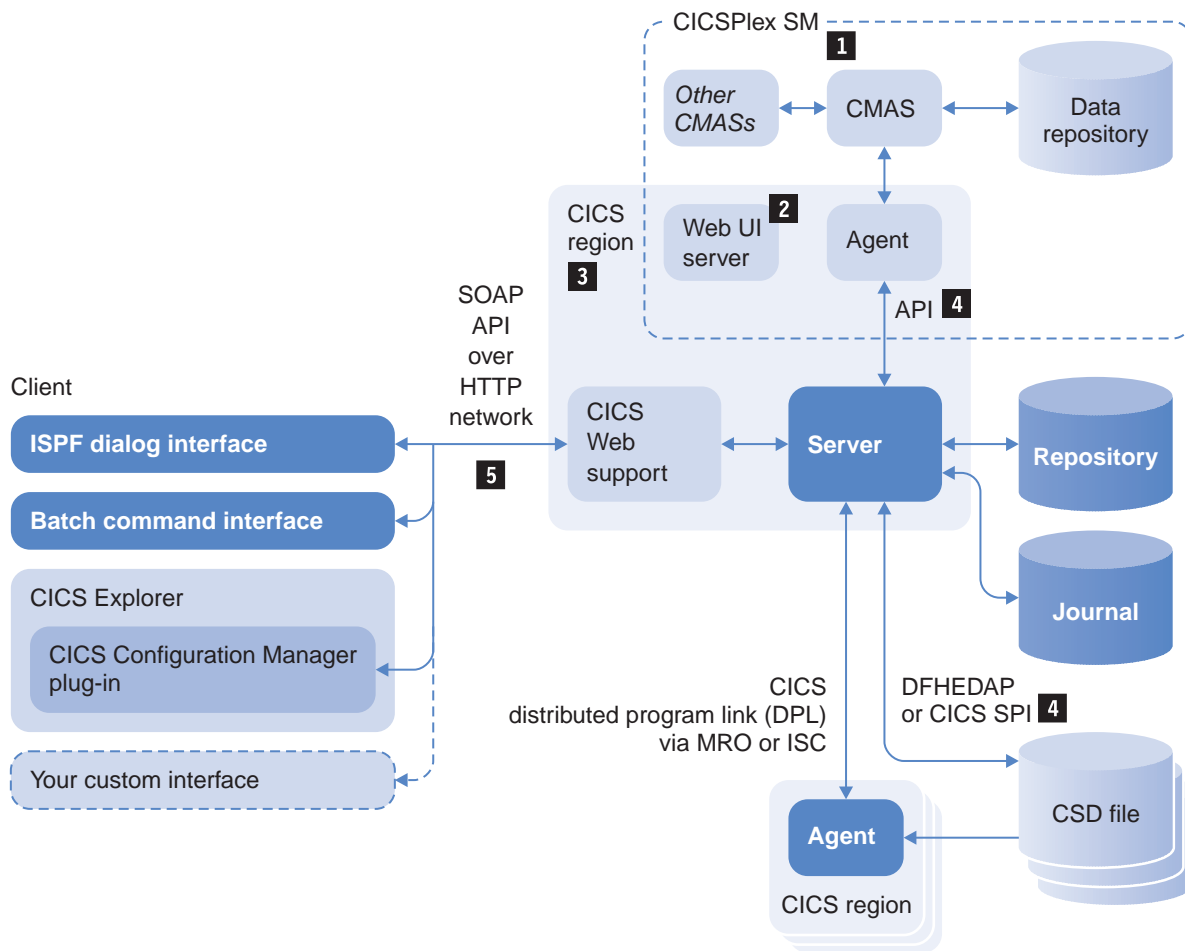 CICSPlex SM
1
Other
CMASs
CMAS
Data
repository
CICS
region
3
Web UI
server
2
Agent
API 4
SOAP
API
over
HTTP
network
5
Client
ISPF dialog interface
Batch command interface
CICS Explorer
CICS Configuration Manager
plug-in
Your custom interface
CICS
Web
support
Server
Repository
Journal
CICS
distributed program link (DPL)
via MRO or ISC
DFHEDAP
or CICS SPI 4
CSD file
Agent
CICS region